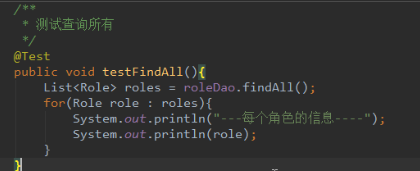 /**
 * 测试查询所有
 */
@Test
public void testFindAll(){
    List<Role> roles = roleDao.findAll();
    for(Role role : roles){
        System.out.println("---每个角色的信息----");
        System.out.println(role);
    }
}